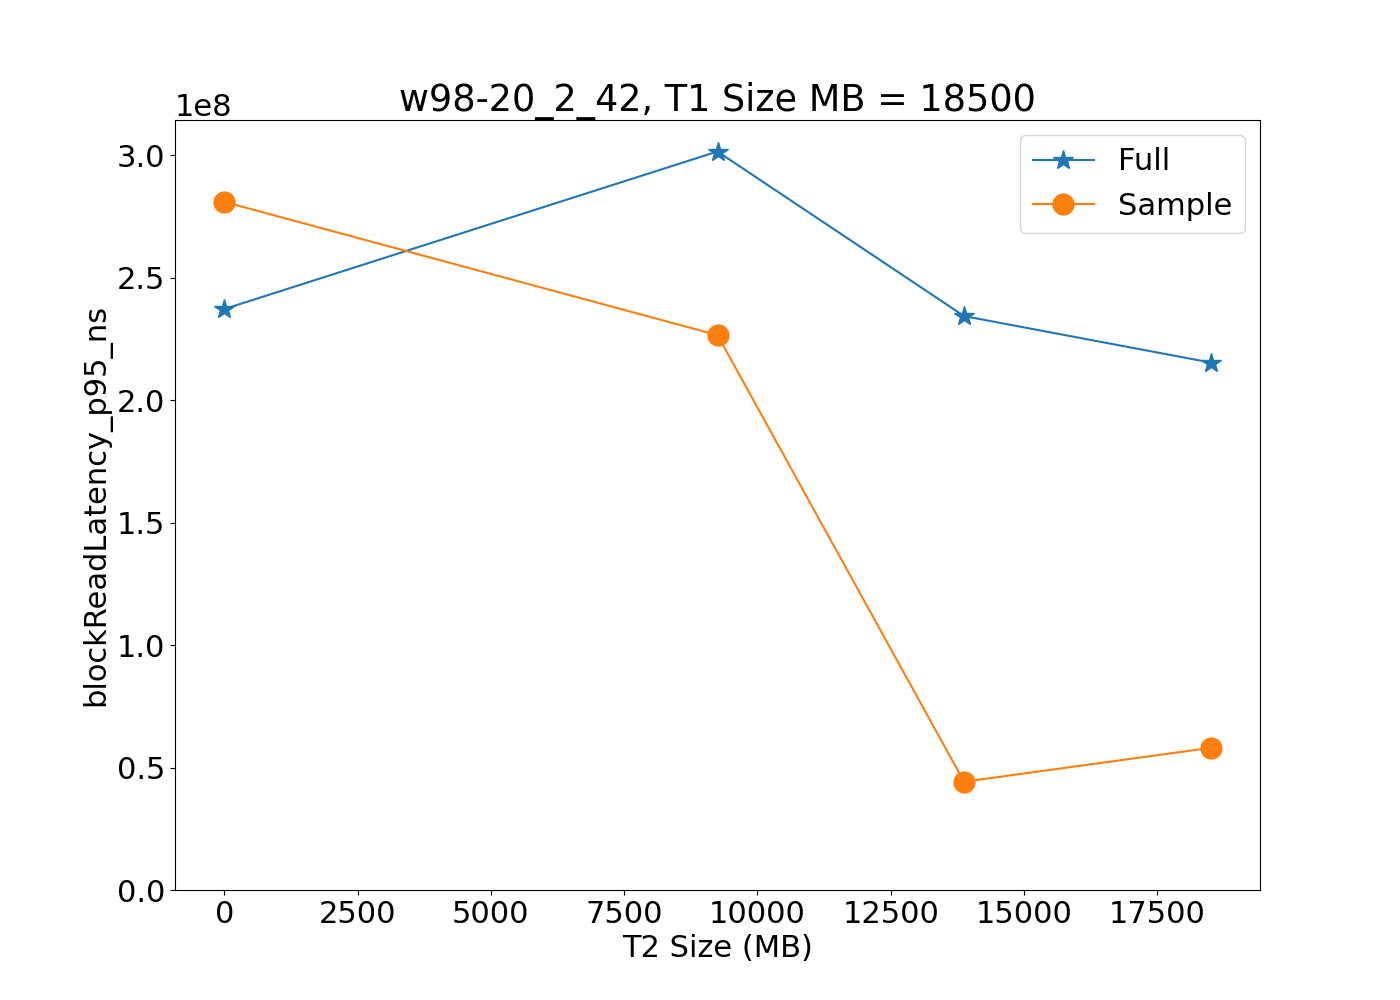 w98-20_2_42, T1 Size MB = 18500
1e8
Full
Sample
3.0
2.5
2.0
1.5
1.0
0.5
0.0
blockReadLatency_p95_ns
0 2500 5000 7500 10000 12500 15000 17500
T2 Size (MB)